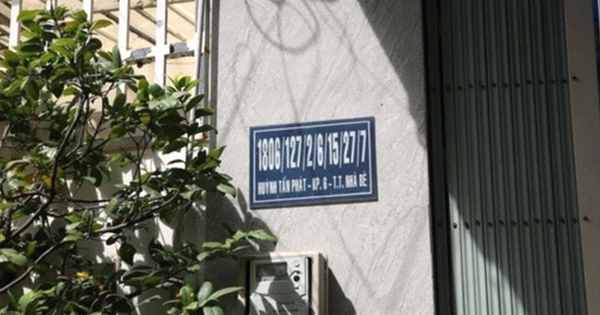 1806/127/2/6/15/27/7
HUỲNH TẤN PHÁT - KP. 6 - T.T. NHÀ BÈ